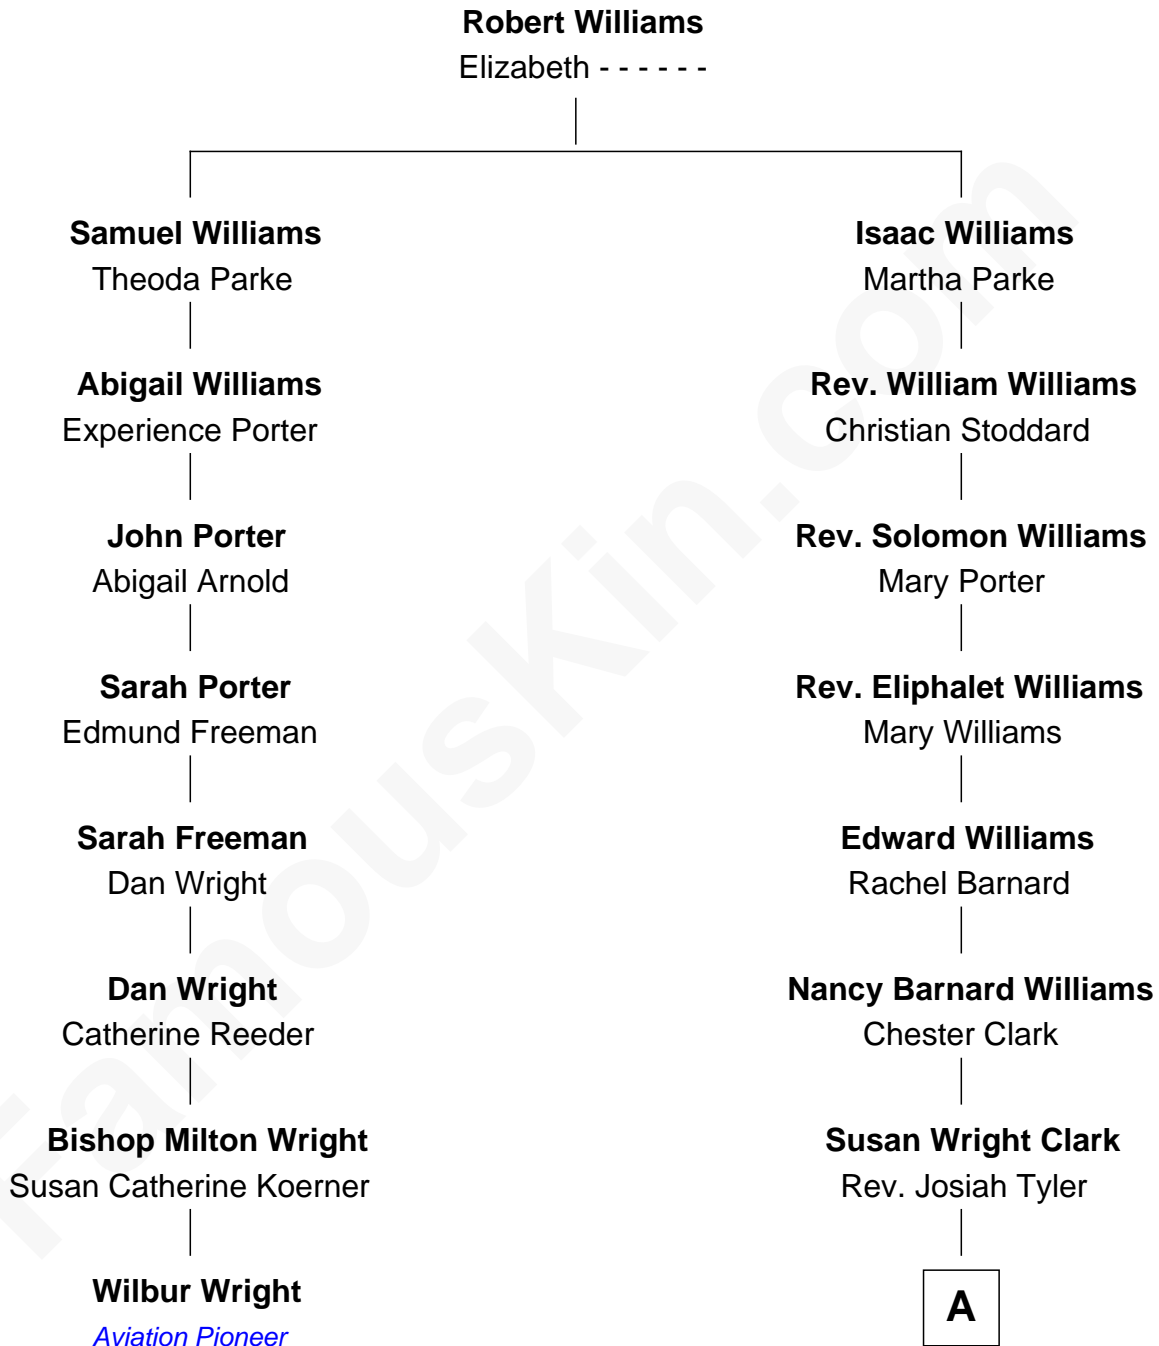 Robert Williams
Elizabeth - - - - - -
Samuel Williams
Theoda Parke
Isaac Williams
Martha Parke
Abigail Williams
Experience Porter
Rev. William Williams
Christian Stoddard
John Porter
Abigail Arnold
Rev. Solomon Williams
Mary Porter
Sarah Porter
Edmund Freeman
Rev. Eliphalet Williams
Mary Williams
Sarah Freeman
Dan Wright
Edward Williams
Rachel Barnard
Dan Wright
Catherine Reeder
Nancy Barnard Williams
Chester Clark
Bishop Milton Wright
Susan Catherine Koerner
Susan Wright Clark
Rev. Josiah Tyler
Wilbur Wright
Aviation Pioneer
A
FamousKin.com